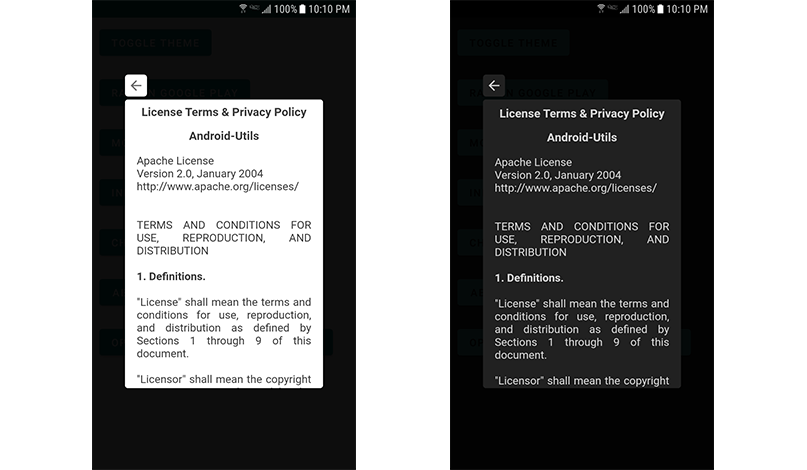 100% 10:10 PM
TOGGLE THEME
License Terms & Privacy Policy
Android-Utils
Apache License
Version 2.0, January 2004
http://www.apache.org/licenses/
TERMS AND CONDITIONS FOR
USE, REPRODUCTION, AND
DISTRIBUTION
1. Definitions.
"License" shall mean the terms and
conditions for use, reproduction,
and distribution as defined by
Sections 1 through 9 of this
document.
"Licensor" shall mean the copyright
100% 10:10 PM
TOGGLE THEME
License Terms & Privacy Policy
Android-Utils
Apache License
Version 2.0, January 2004
http://www.apache.org/licenses/
TERMS AND CONDITIONS FOR
USE, REPRODUCTION, AND
DISTRIBUTION
1. Definitions.
"License" shall mean the terms and
conditions for use, reproduction,
and distribution as defined by
Sections 1 through 9 of this
document.
"Licensor" shall mean the copyright